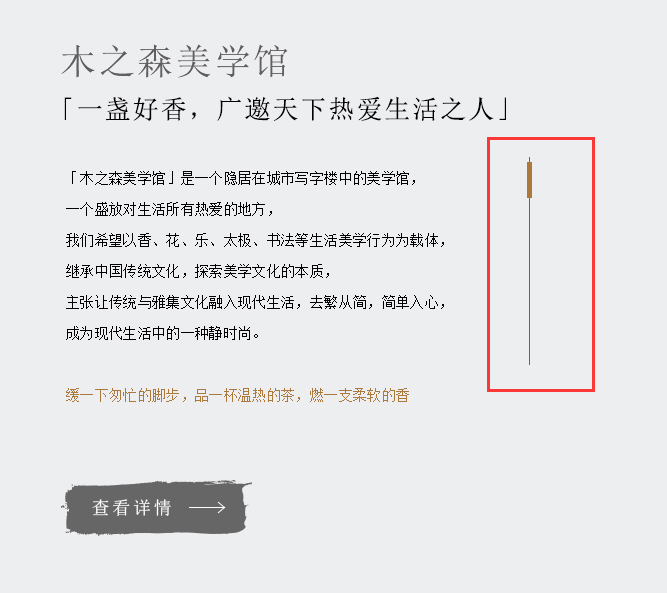 木之森美学馆
「一盏好香，广邀天下热爱生活之人」
「木之森美学馆」是一个隐居在城市写字楼中的美学馆，
一个盛放对生活所有热爱的地方，
我们希望以香、花、乐、太极、书法等生活美学行为为载体，
继承中国传统文化，探索美学文化的本质，
主张让传统与雅集文化融入现代生活，去繁从简，简单入心，
成为现代生活中的一种静时尚。
缓一下匆忙的脚步，品一杯温热的茶，燃一支柔软的香
查看详情